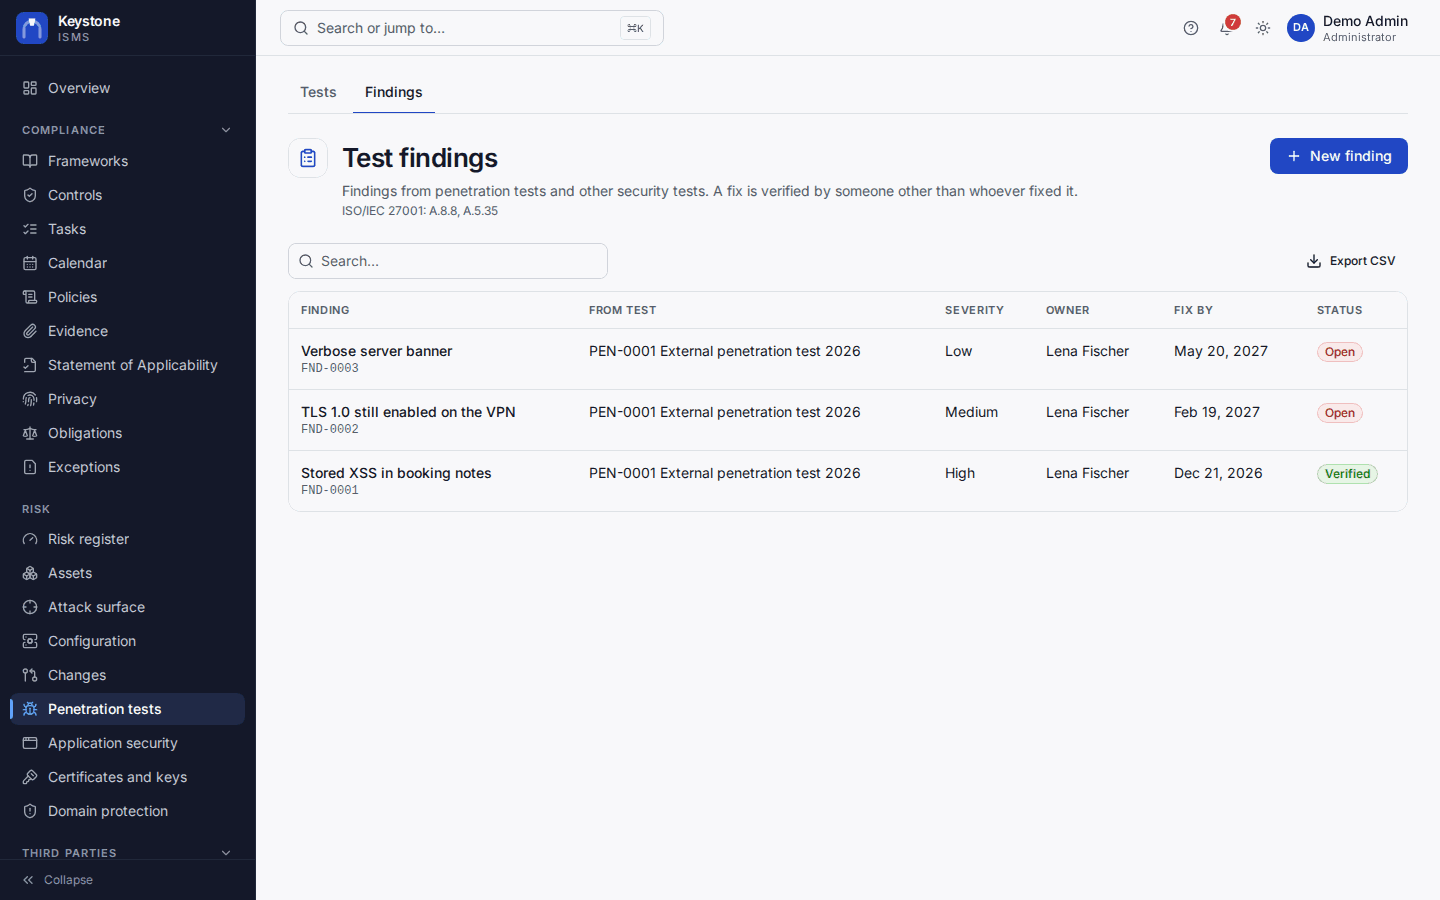 Keystone
ISMS
Search or jump to...
⌘K
7
DA
Demo Admin
Administrator
Overview
COMPLIANCE
Frameworks
Controls
Tasks
Calendar
Policies
Evidence
Statement of Applicability
Privacy
Obligations
Exceptions
RISK
Risk register
Assets
Attack surface
Configuration
Changes
Penetration tests
Application security
Certificates and keys
Domain protection
THIRD PARTIES
Collapse
Tests
Findings
Test findings
New finding
Findings from penetration tests and other security tests. A fix is verified by someone other than whoever fixed it.
ISO/IEC 27001: A.8.8, A.5.35
Search...
Export CSV
FINDING FROM TEST SEVERITY OWNER FIX BY STATUS
Verbose server banner PEN-0001 External penetration test 2026 Low Lena Fischer May 20, 2027 Open
FND-0003
TLS 1.0 still enabled on the VPN PEN-0001 External penetration test 2026 Medium Lena Fischer Feb 19, 2027 Open
FND-0002
Stored XSS in booking notes PEN-0001 External penetration test 2026 High Lena Fischer Dec 21, 2026 Verified
FND-0001